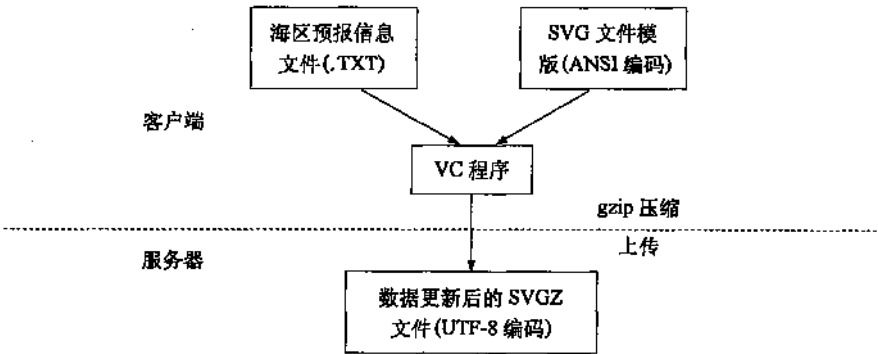 海区预报信息
文件(.TXT)
SVG 文件模
版(ANSI 编码)
客户端
VC 程序
gzip 压缩
上传
服务器
数据更新后的 SVGZ
文件(UTF-8 编码)